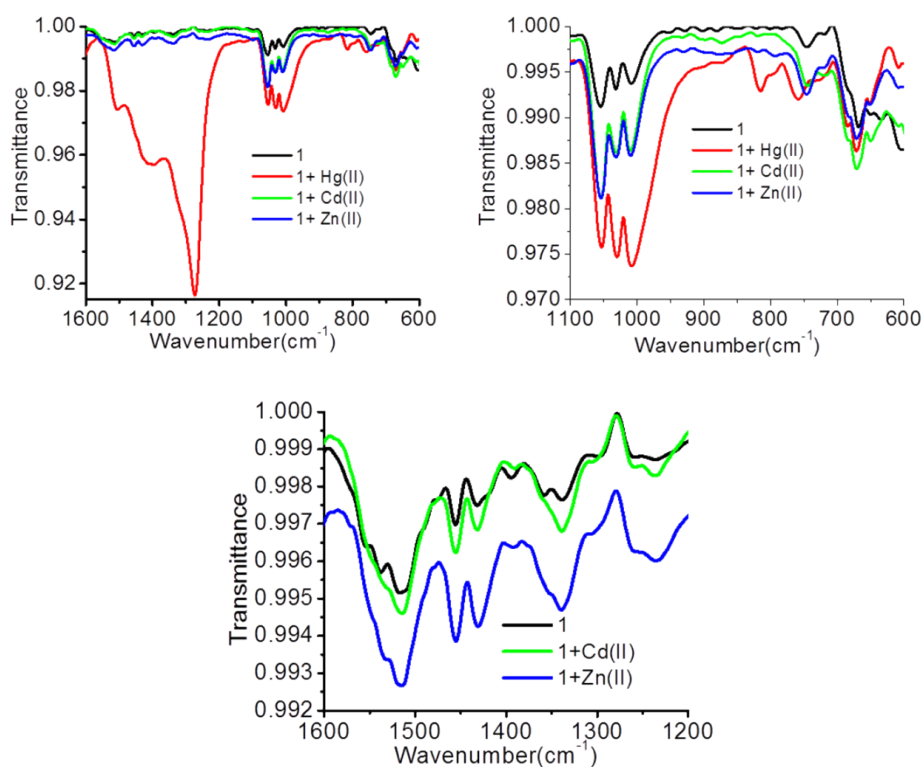 Transmittance
1.00
0.98
0.96
0.94
0.92
1
1+ Hg(II)
1+ Cd(II)
1+ Zn(II)
1600 1400 1200 1000 800 600
Wavenumber(cm⁻¹)
Transmittance
1.000
0.995
0.990
0.985
0.980
0.975
0.970
1
1+ Hg(II)
1+ Cd(II)
1+ Zn(II)
1100 1000 900 800 700 600
Wavenumber(cm⁻¹)
Transmittance
1.000
0.999
0.998
0.997
0.996
0.995
0.994
0.993
0.992
1
1+Cd(II)
1+Zn(II)
1600 1500 1400 1300 1200
Wavenumber(cm⁻¹)